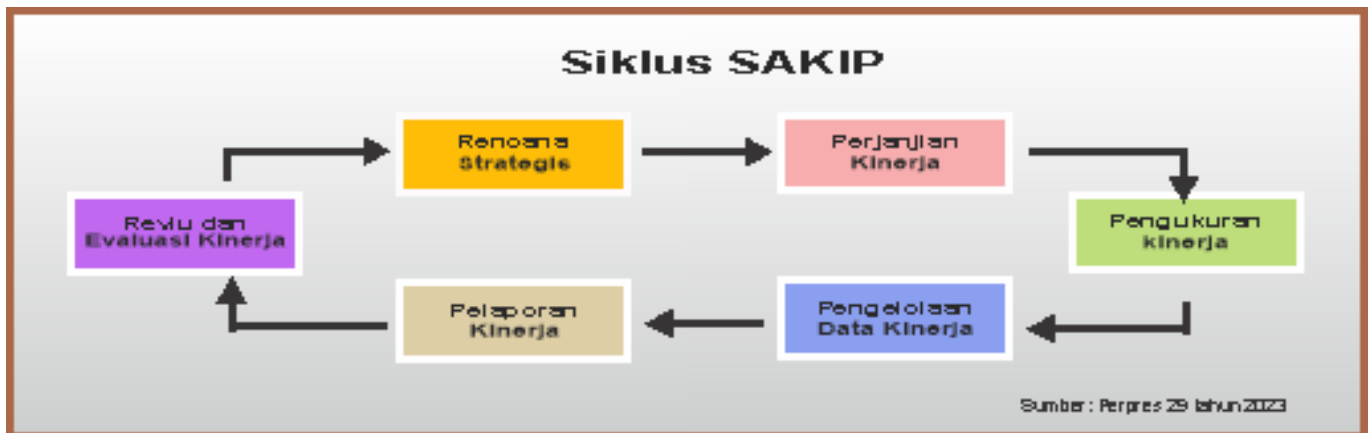 Siklus SAKIP
Rencana
Strategis
Perjanjian
Kinerja
Pengukuran
kinerja
Pengelolaan
Data Kinerja
Pelaporan
Kinerja
Reviu dan
Evaluasi Kinerja
Sumber : Perpres 29 tahun 2023